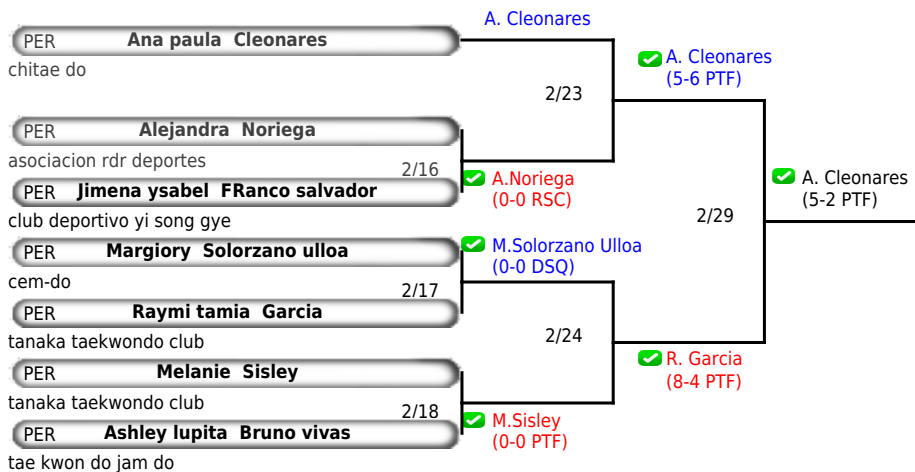 A. Cleonares
PER Ana paula Cleonares
chitae do
A. Cleonares
(5-6 PTF)
2/23
PER Alejandra Noriega
asociacion rdr deportes
2/16
A.Noriega
(0-0 RSC)
PER Jimena ysabel FRanco salvador
club deportivo yi song gye
A. Cleonares
(5-2 PTF)
2/29
PER Margiory Solorzano ulloa
cem-do
M.Solorzano Ulloa
(0-0 DSQ)
2/17
PER Raymi tamia Garcia
tanaka taekwondo club
2/24
R. Garcia
(8-4 PTF)
PER Melanie Sisley
tanaka taekwondo club
2/18
M.Sisley
(0-0 PTF)
PER Ashley lupita Bruno vivas
tae kwon do jam do